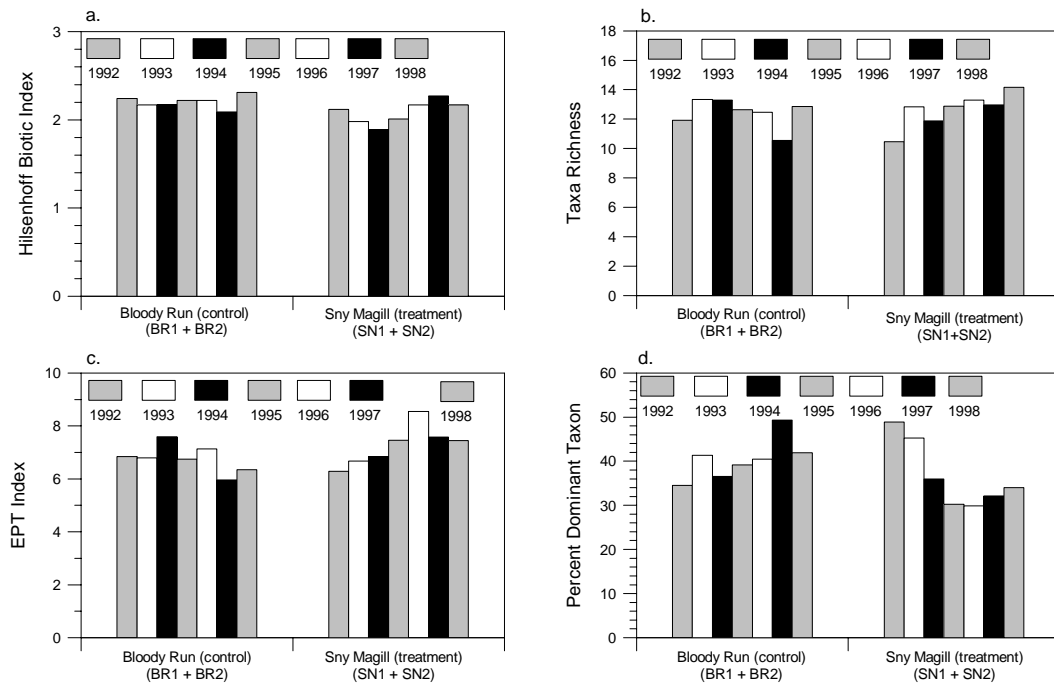 a.
3
2
1
0
Hilsenhoff Biotic Index
1992 1993 1994 1995 1996 1997 1998
Bloody Run (control)
(BR1 + BR2)
Sny Magill (treatment)
(SN1 + SN2)
b.
18
16
14
12
10
8
6
4
2
0
Taxa Richness
1992 1993 1994 1995 1996 1997 1998
Bloody Run (control)
(BR1 + BR2)
Sny Magill (treatment)
(SN1+SN2)
c.
10
8
6
4
2
0
EPT Index
1992 1993 1994 1995 1996 1997 1998
Bloody Run (control)
(BR1 + BR2)
Sny Magill (treatment)
(SN1 + SN2)
d.
60
50
40
30
20
10
0
Percent Dominant Taxon
1992 1993 1994 1995 1996 1997 1998
Bloody Run (control)
(BR1 + BR2)
Sny Magill (treatment)
(SN1 + SN2)